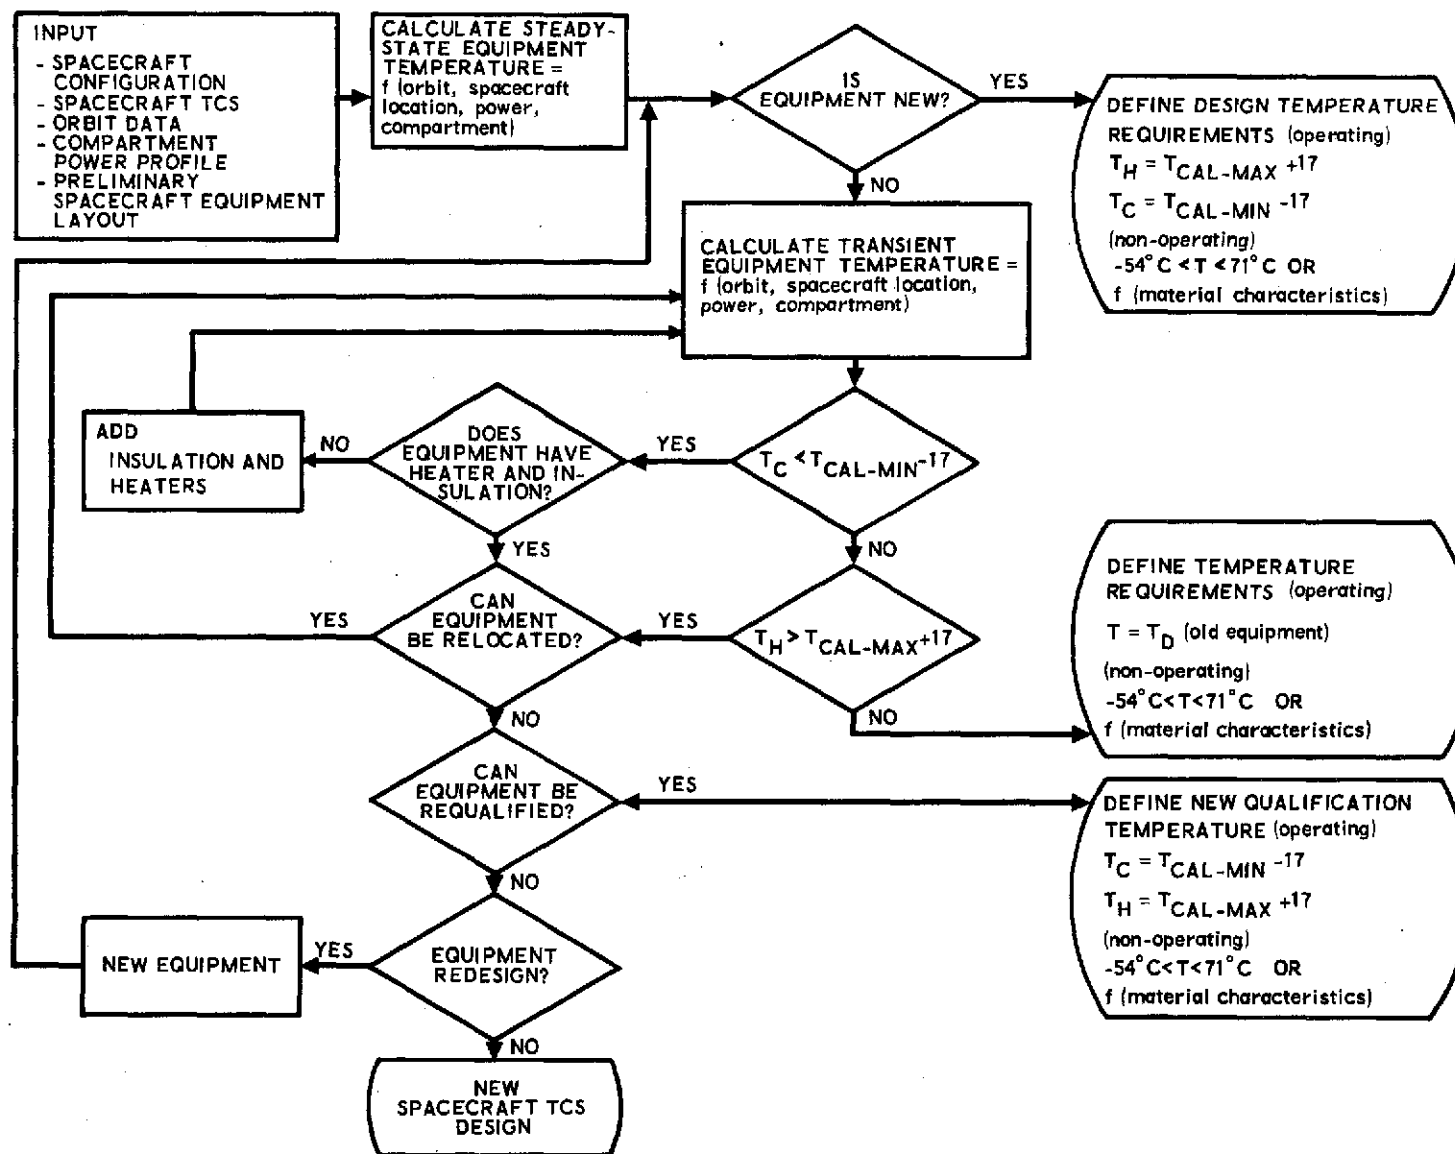 INPUT
- SPACECRAFT
CONFIGURATION
- SPACECRAFT TCS
- ORBIT DATA
- COMPARTMENT
POWER PROFILE
- PRELIMINARY
SPACECRAFT EQUIPMENT
LAYOUT
CALCULATE STEADY-
STATE EQUIPMENT
TEMPERATURE =
f (orbit, spacecraft
location, power,
compartment)
IS
EQUIPMENT NEW?
YES
NO
DEFINE DESIGN TEMPERATURE
REQUIREMENTS (operating)
T_H = T_CAL-MAX +17
T_C = T_CAL-MIN -17
(non-operating)
-54°C < T < 71°C OR
f (material characteristics)
CALCULATE TRANSIENT
EQUIPMENT TEMPERATURE =
f (orbit, spacecraft location,
power, compartment)
ADD
INSULATION AND
HEATERS
NO
DOES
EQUIPMENT HAVE
HEATER AND IN-
SULATION?
YES
T_C < T_CAL-MIN -17
YES
NO
YES
CAN
EQUIPMENT
BE RELOCATED?
YES
T_H > T_CAL-MAX +17
NO
NO
DEFINE TEMPERATURE
REQUIREMENTS (operating)
T = T_D (old equipment)
(non-operating)
-54°C<T<71°C OR
f (material characteristics)
CAN
EQUIPMENT BE
REQUALIFIED?
YES
NO
DEFINE NEW QUALIFICATION
TEMPERATURE (operating)
T_C = T_CAL-MIN -17
T_H = T_CAL-MAX +17
(non-operating)
-54°C<T<71°C OR
f (material characteristics)
NEW EQUIPMENT
YES
EQUIPMENT
REDESIGN?
NO
NEW
SPACECRAFT TCS
DESIGN